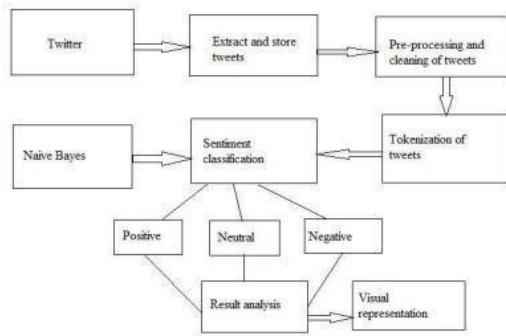 Twitter
Extract and store
tweets
Pre-processing and
cleaning of tweets
Naive Bayes
Sentiment
classification
Tokenization of
tweets
Positive
Neutral
Negative
Result analysis
Visual
representation